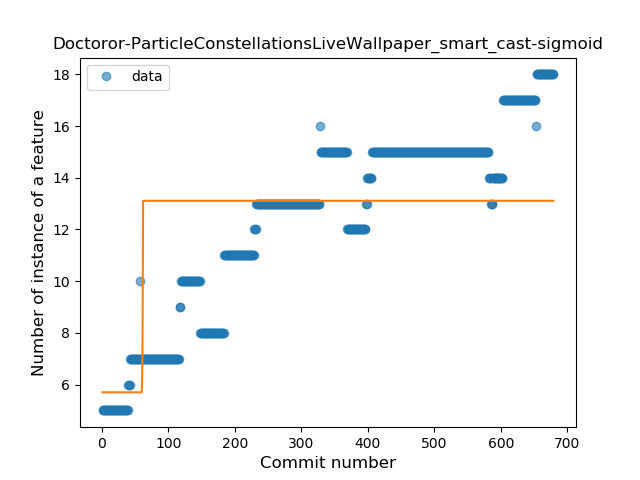 Doctoror-ParticleConstellationsLiveWallpaper_smart_cast-sigmoid
data
Number of instance of a feature
18
16
14
12
10
8
6
0 100 200 300 400 500 600 700
Commit number